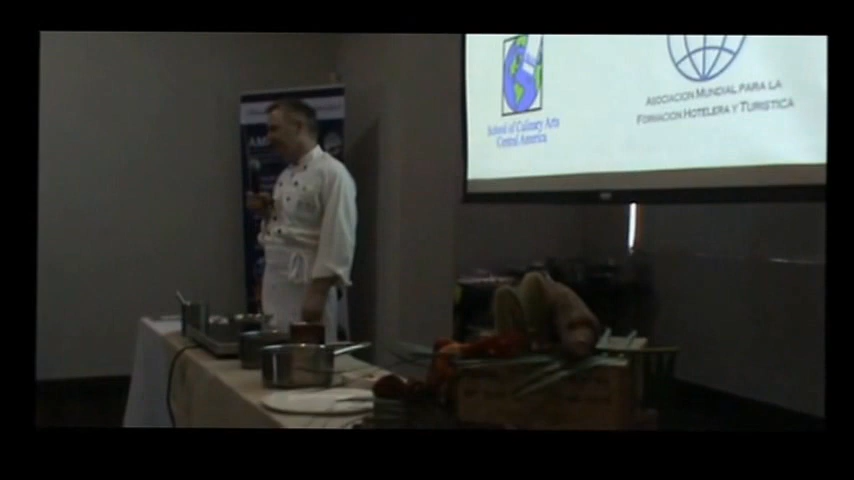 School of Culinary Arts
Central America
ASOCIACION MUNDIAL PARA LA
FORMACION HOTELERA Y TURISTICA